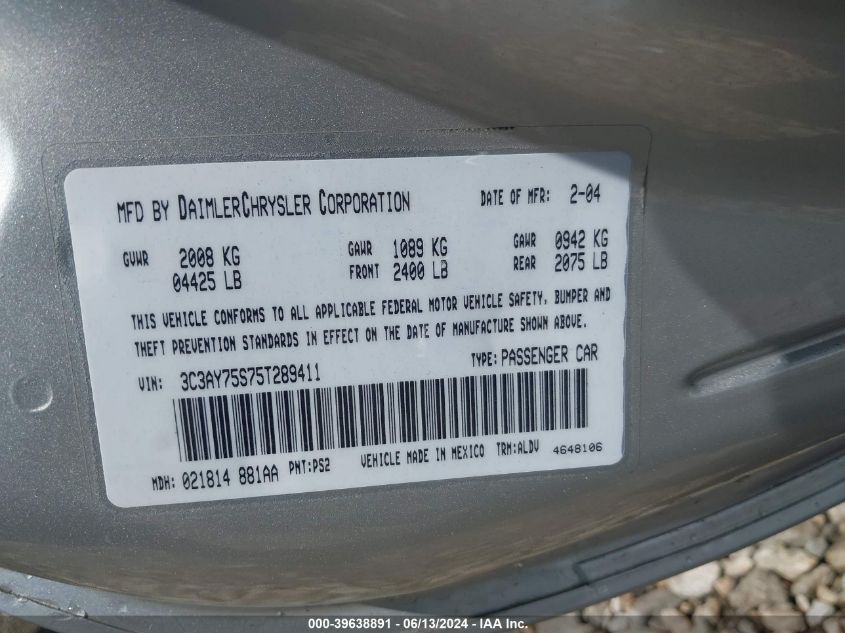 MFD BY DAIMLERCHRYSLER CORPORATION DATE OF MFR: 2-04
GVWR 2008 KG GAWR 1089 KG GAWR 0942 KG
04425 LB FRONT 2400 LB REAR 2075 LB
THIS VEHICLE CONFORMS TO ALL APPLICABLE FEDERAL MOTOR VEHICLE SAFETY, BUMPER AND
THEFT PREVENTION STANDARDS IN EFFECT ON THE DATE OF MANUFACTURE SHOWN ABOVE.
VIN: 3C3AY75S75T289411 TYPE: PASSENGER CAR
MDH: 021814 881AA PNT:PS2 VEHICLE MADE IN MEXICO TRM:ALDV 4648106
000-39638891 - 06/13/2024 - IAA Inc.